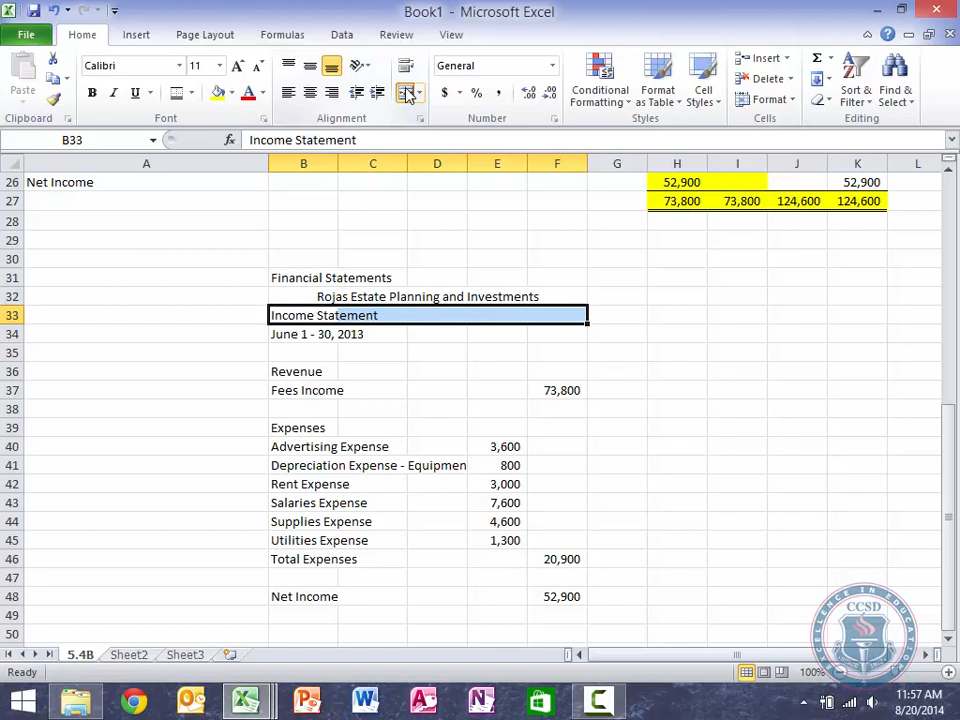 Book1 - Microsoft Excel
File Home Insert Page Layout Formulas Data Review View
Paste
Calibri 11
B I U
General
$ % ,
Conditional Formatting
Format as Table
Cell Styles
Insert
Delete
Format
Σ
Sort & Filter
Find & Select
Clipboard Font Alignment Number Styles Cells Editing
B33 fx Income Statement
A B C D E F G H I J K L
26 Net Income 52,900 52,900
27 73,800 73,800 124,600 124,600
28
29
30
31 Financial Statements
32 Rojas Estate Planning and Investments
33 Income Statement
34 June 1 - 30, 2013
35
36 Revenue
37 Fees Income 73,800
38
39 Expenses
40 Advertising Expense 3,600
41 Depreciation Expense - Equipmen 800
42 Rent Expense 3,000
43 Salaries Expense 7,600
44 Supplies Expense 4,600
45 Utilities Expense 1,300
46 Total Expenses 20,900
47
48 Net Income 52,900
49
50
CCSD
5.4B Sheet2 Sheet3
Ready 100%
11:57 AM
8/20/2014